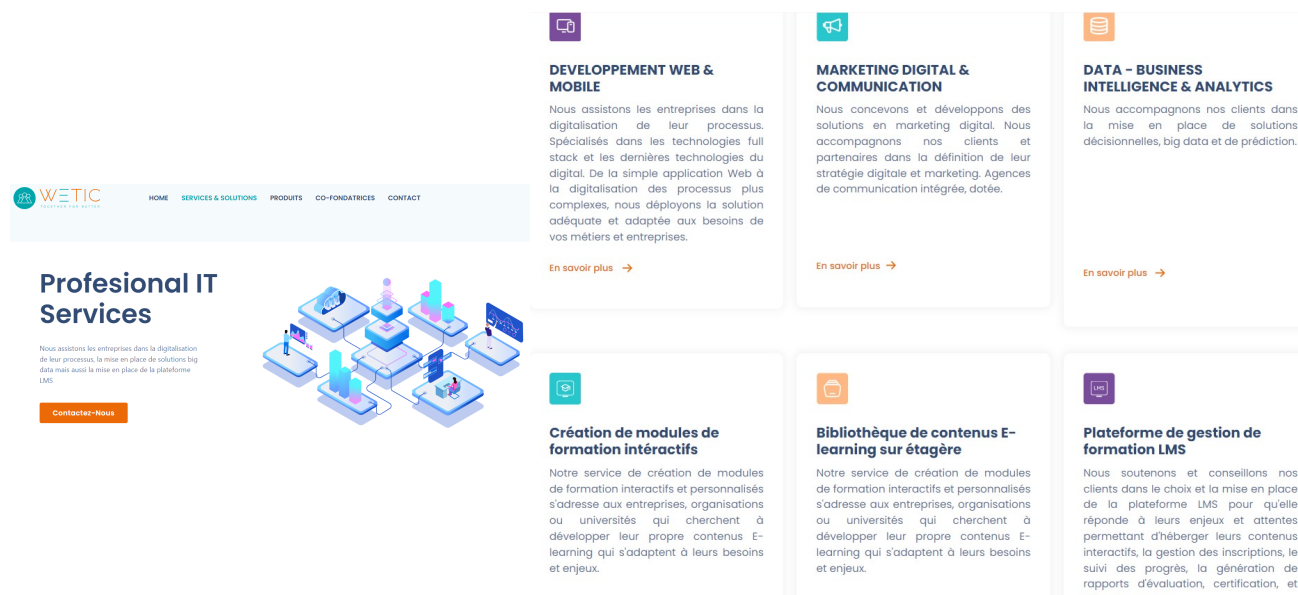 WETIC
TOGETHER FOR BETTER
HOME SERVICES & SOLUTIONS PRODUITS CO-FONDATRICES CONTACT
Profesional IT
Services
Nous assistons les entreprises dans la digitalisation
de leur processus, la mise en place de solutions big
data mais aussi la mise en place de la plateforme
LMS
Contactez-Nous
DEVELOPPEMENT WEB &
MOBILE
Nous assistons les entreprises dans la
digitalisation de leur processus.
Spécialisés dans les technologies full
stack et les dernières technologies du
digital. De la simple application Web à
la digitalisation des processus plus
complexes, nous déployons la solution
adéquate et adaptée aux besoins de
vos métiers et entreprises.
En savoir plus →
MARKETING DIGITAL &
COMMUNICATION
Nous concevons et développons des
solutions en marketing digital. Nous
accompagnons nos clients et
partenaires dans la définition de leur
stratégie digitale et marketing. Agences
de communication intégrée, dotée.
En savoir plus →
DATA - BUSINESS
INTELLIGENCE & ANALYTICS
Nous accompagnons nos clients dans
la mise en place de solutions
décisionnelles, big data et de prédiction.
En savoir plus →
Création de modules de
formation intéractifs
Notre service de création de modules
de formation interactifs et personnalisés
s'adresse aux entreprises, organisations
ou universités qui cherchent à
développer leur propre contenus E-
learning qui s'adaptent à leurs besoins
et enjeux.
Bibliothèque de contenus E-
learning sur étagère
Notre service de création de modules
de formation interactifs et personnalisés
s'adresse aux entreprises, organisations
ou universités qui cherchent à
développer leur propre contenus E-
learning qui s'adaptent à leurs besoins
et enjeux.
LMS
Plateforme de gestion de
formation LMS
Nous soutenons et conseillons nos
clients dans le choix et la mise en place
de la plateforme LMS pour qu'elle
réponde à leurs enjeux et attentes
permettant d'héberger leurs contenus
interactifs, la gestion des inscriptions, le
suivi des progrès, la génération de
rapports d'évaluation, certification, et